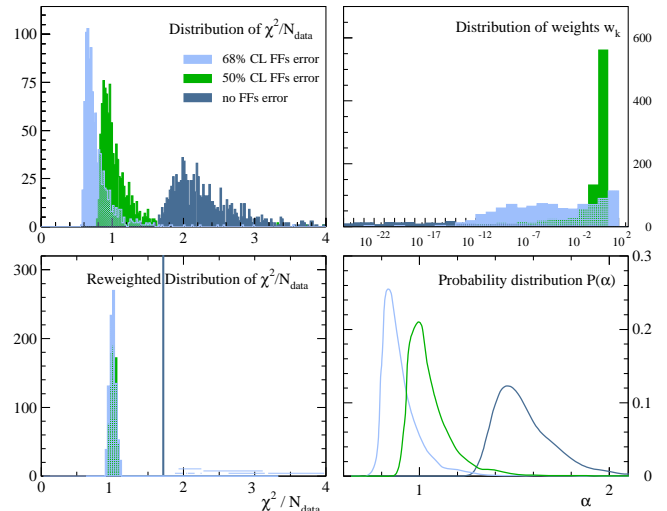 Distribution of χ²/N_data
68% CL FFs error
50% CL FFs error
no FFs error
100
75
50
25
0
0 1 2 3 4
Distribution of weights w_k
600
400
200
0
10^-22 10^-17 10^-12 10^-7 10^-2 10^2
Reweighted Distribution of χ²/N_data
300
200
100
0
0 1 2 3 4
χ² / N_data
Probability distribution P(α)
0.3
0.2
0.1
0
1 2
α